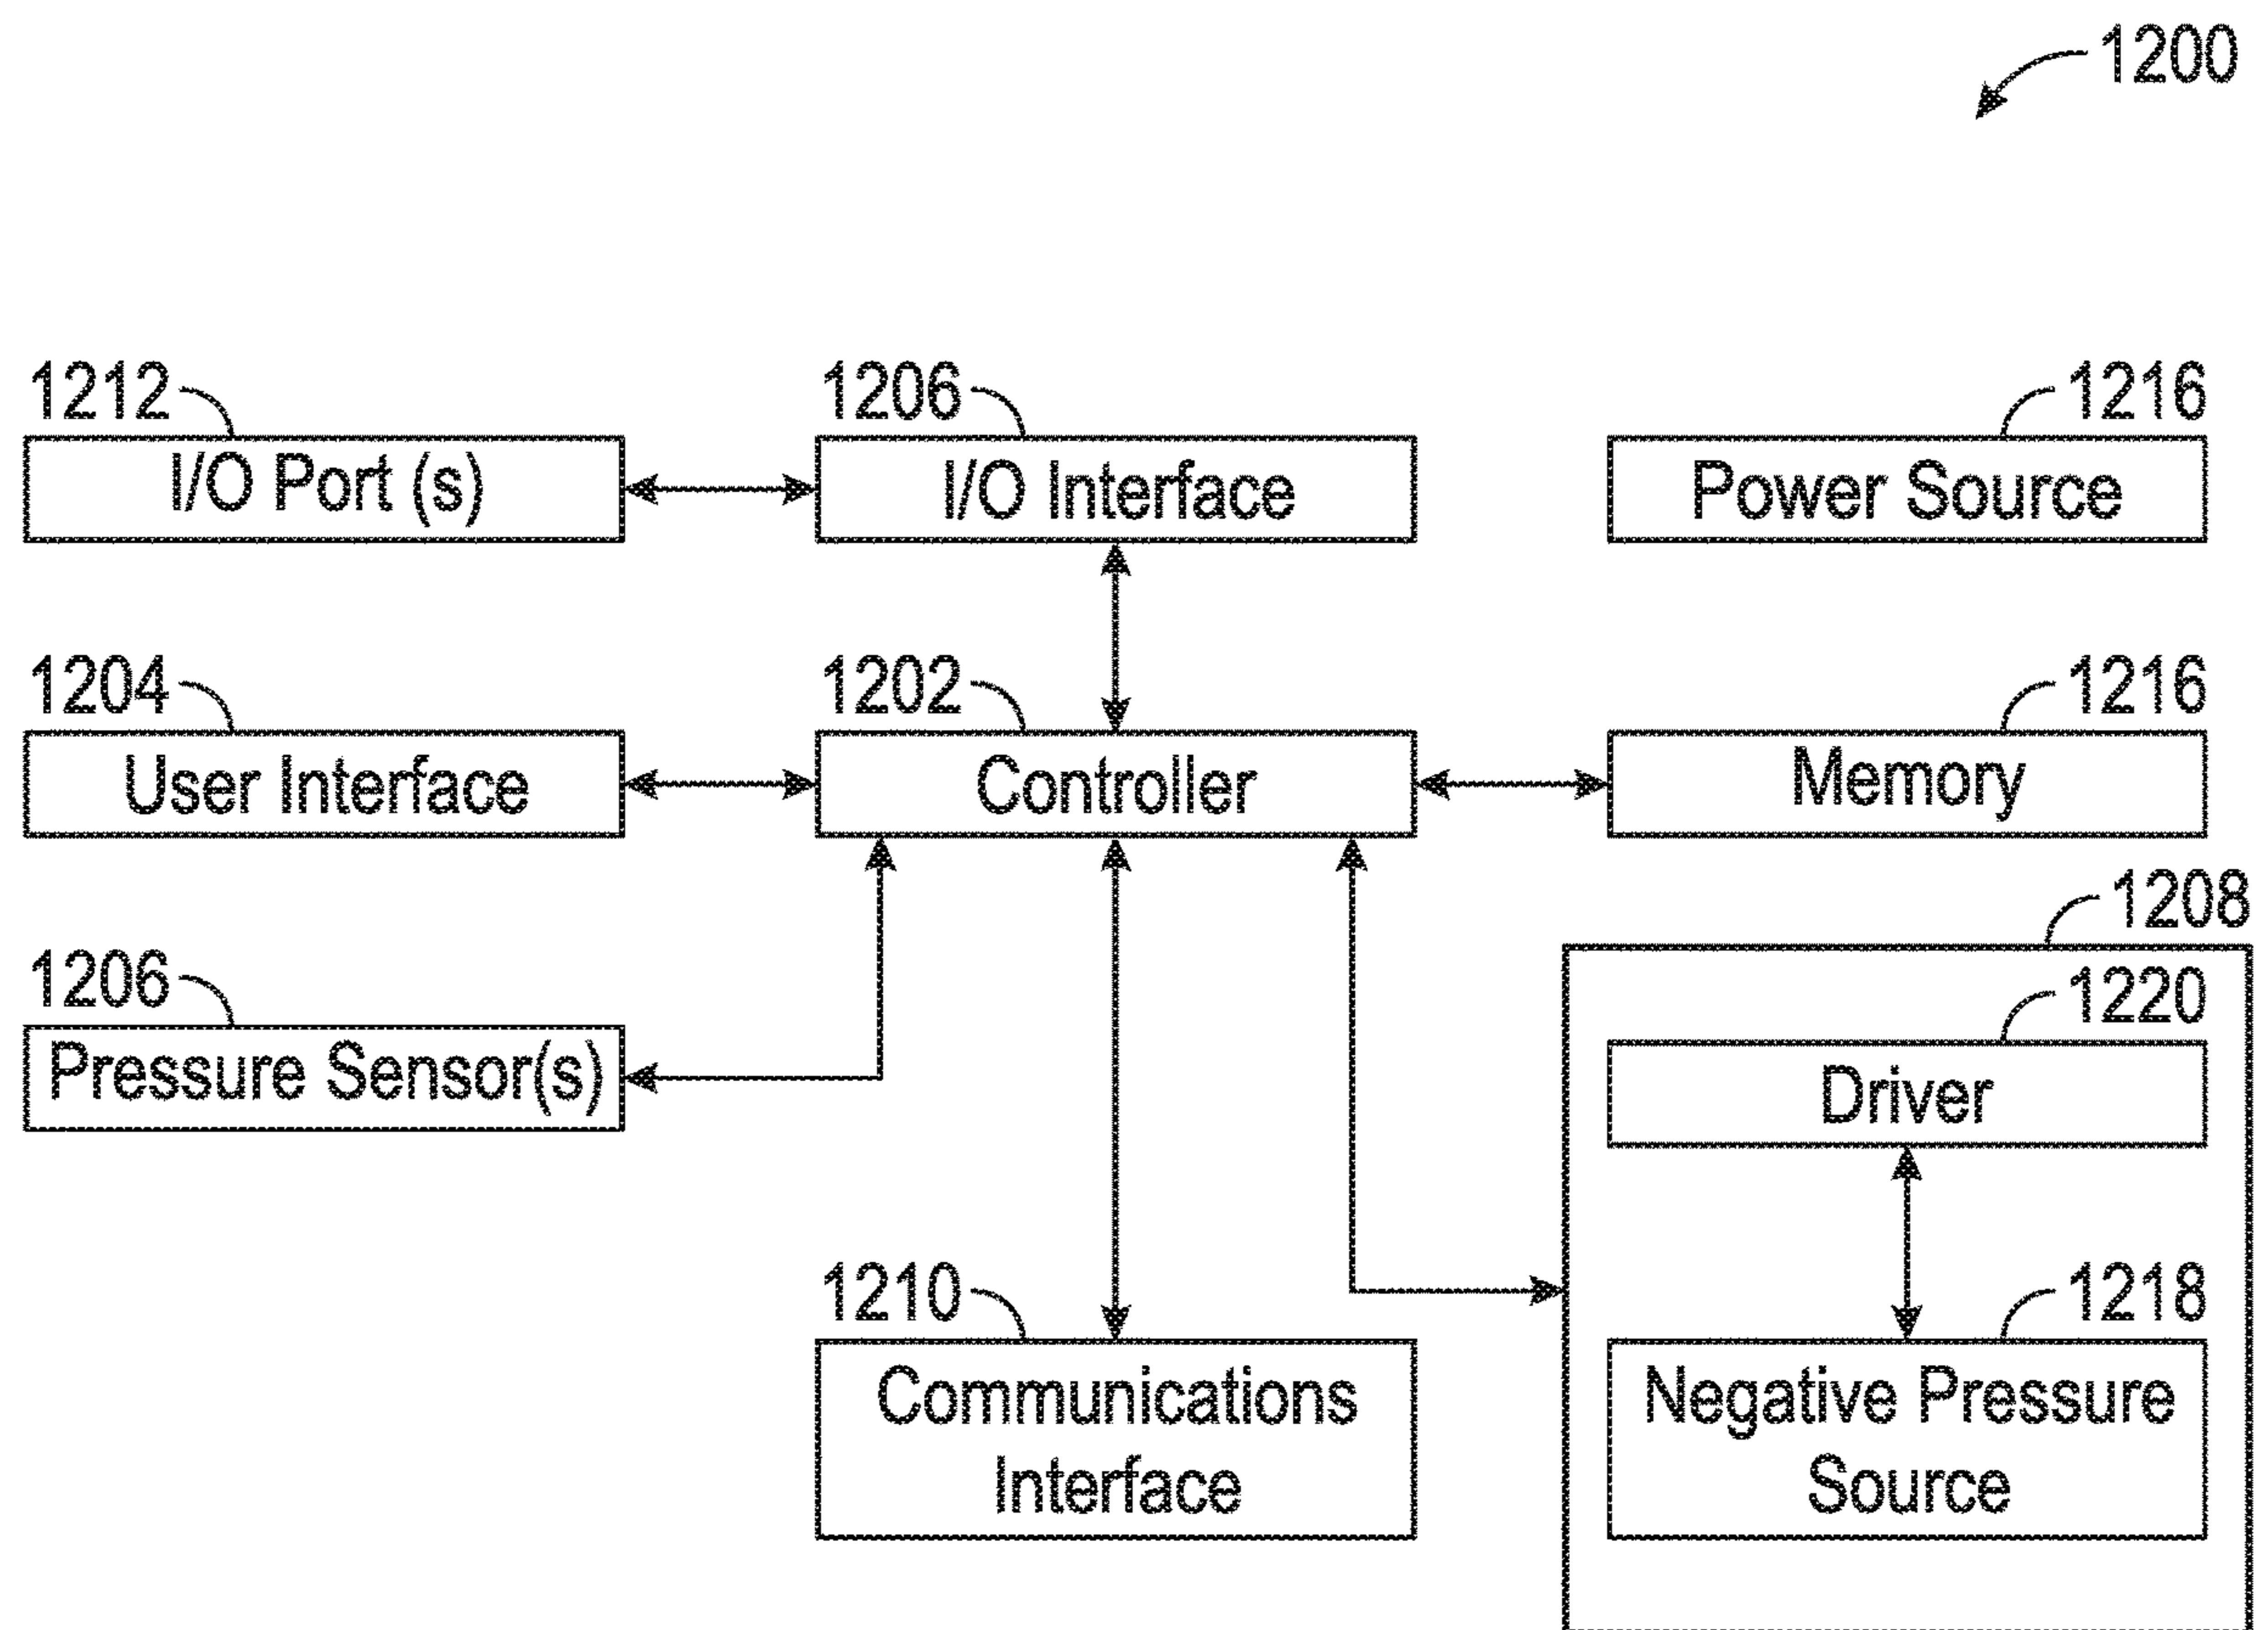 1200
1212
I/O Port (s)
1206
I/O Interface
1216
Power Source
1204
User Interface
1202
Controller
1216
Memory
1206
Pressure Sensor(s)
1208
1220
Driver
1210
Communications
Interface
1218
Negative Pressure
Source